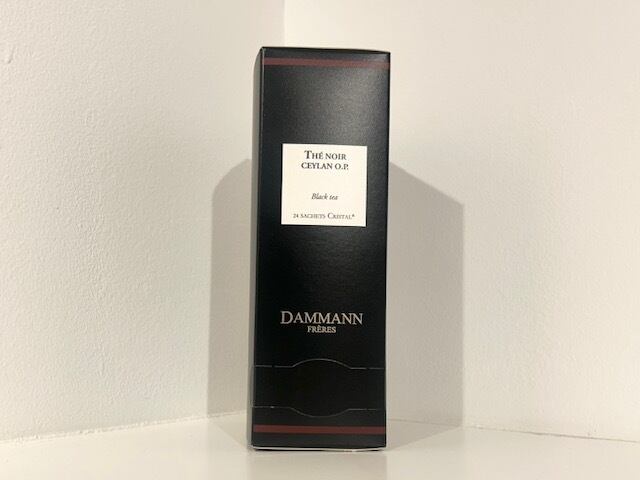 THÉ NOIR
CEYLAN O.P.
Black tea
24 SACHETS CRISTAL®
DAMMANN
FRÈRES